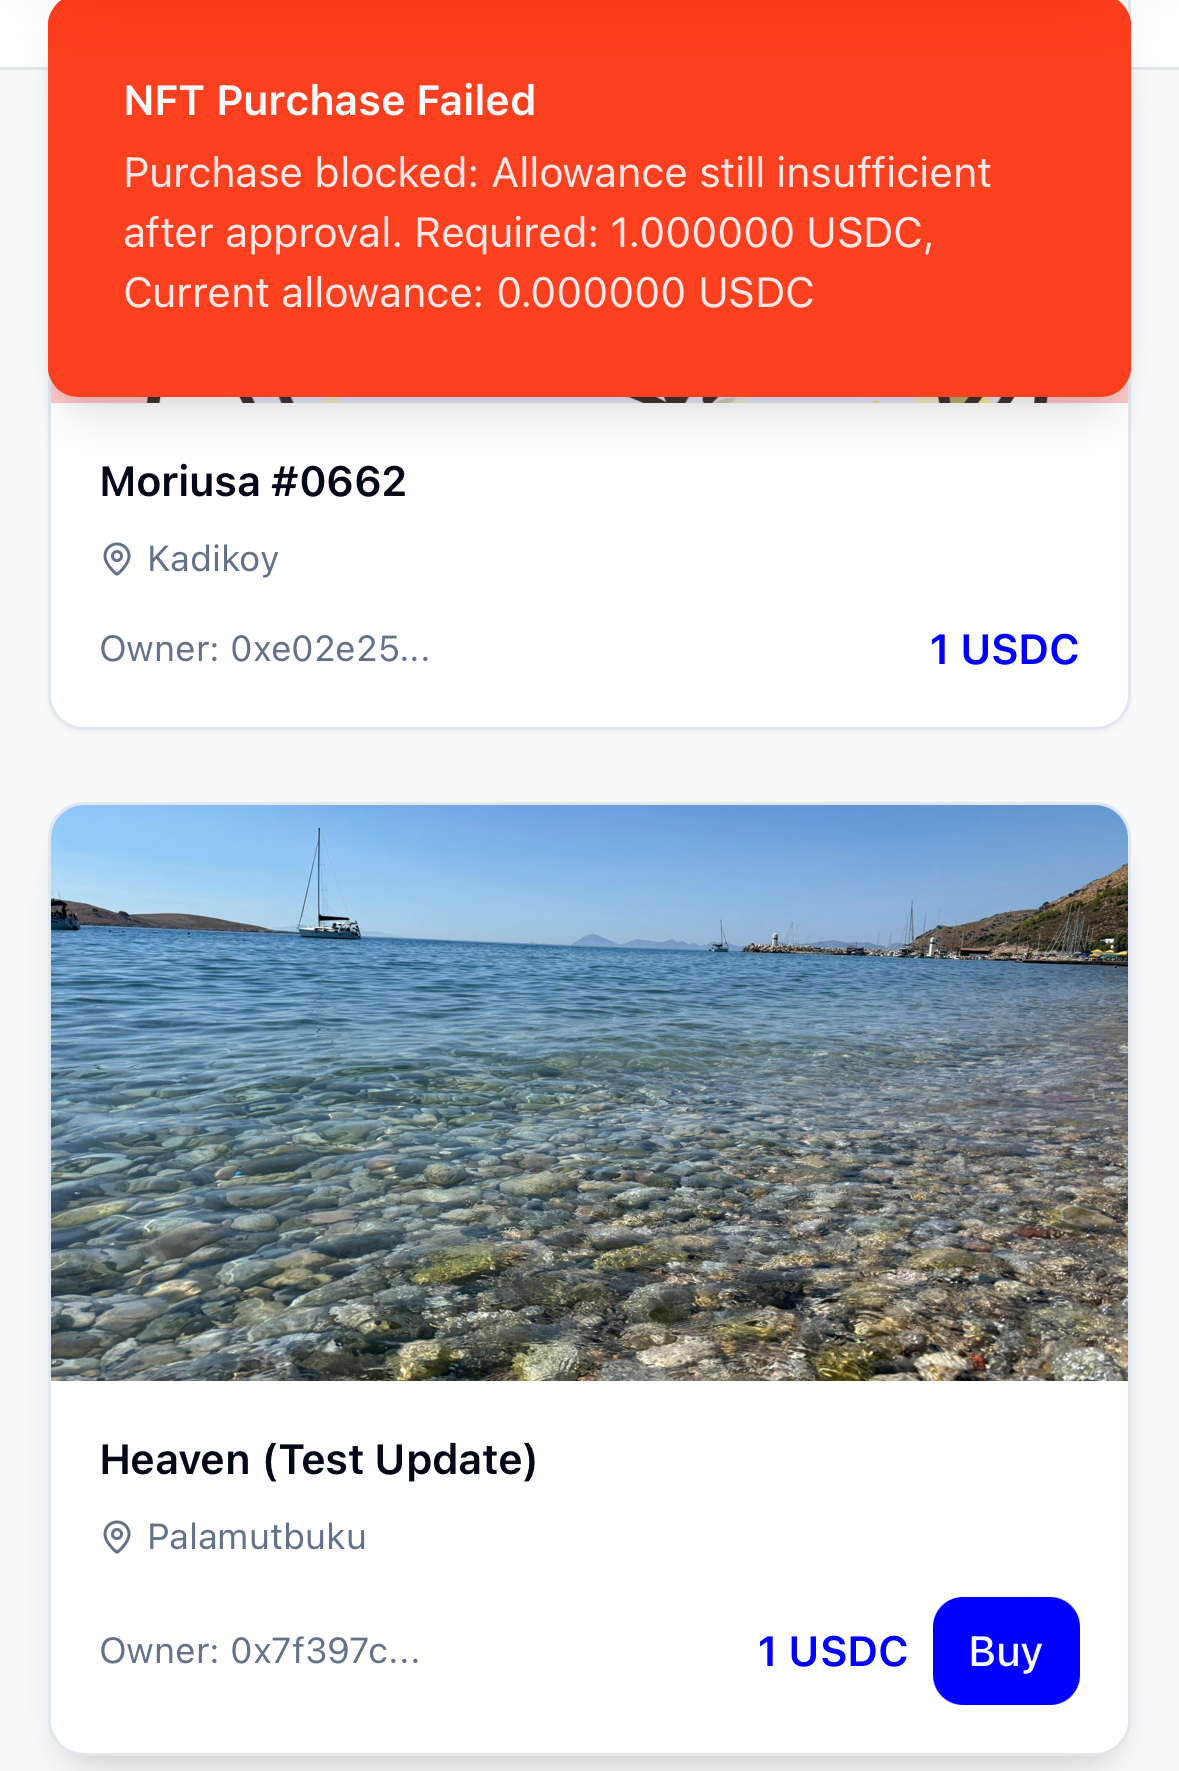 NFT Purchase Failed
Purchase blocked: Allowance still insufficient
after approval. Required: 1.000000 USDC,
Current allowance: 0.000000 USDC
Moriusa #0662
Kadikoy
Owner: 0xe02e25...
1 USDC
Heaven (Test Update)
Palamutbuku
Owner: 0x7f397c...
1 USDC
Buy